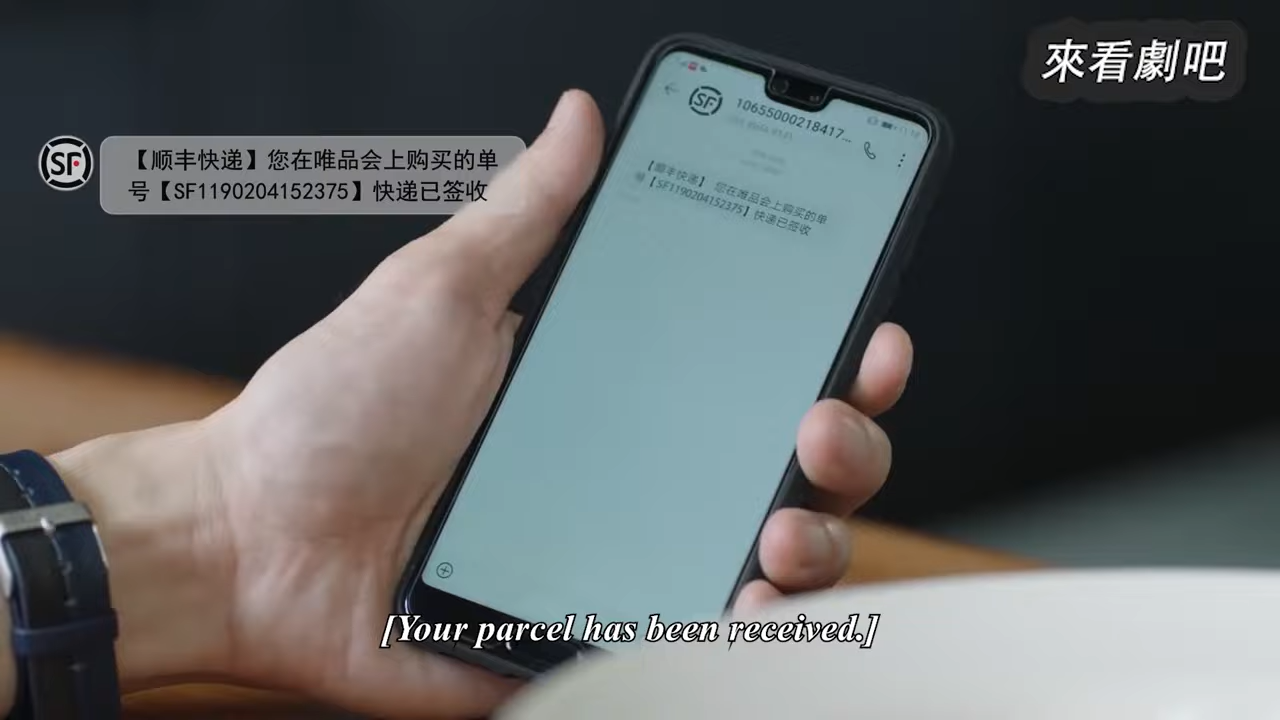 來看劇吧
SF
【顺丰快递】您在唯品会上购买的单
号【SF1190204152375】快递已签收
SF
10655000218417...
【顺丰快递】 您在唯品会上购买的单
号【SF1190204152375】快递已签收
[Your parcel has been received.]